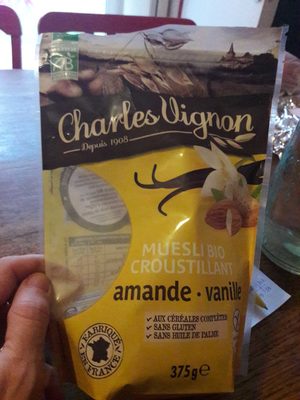 Charles Vignon
Depuis 1908
MUESLI BIO
CROUSTILLANT
amande • vanille
✓ AUX CÉRÉALES COMPLÈTES
✓ SANS GLUTEN
✓ SANS HUILE DE PALME
FABRIQUÉ
EN FRANCE
375g e